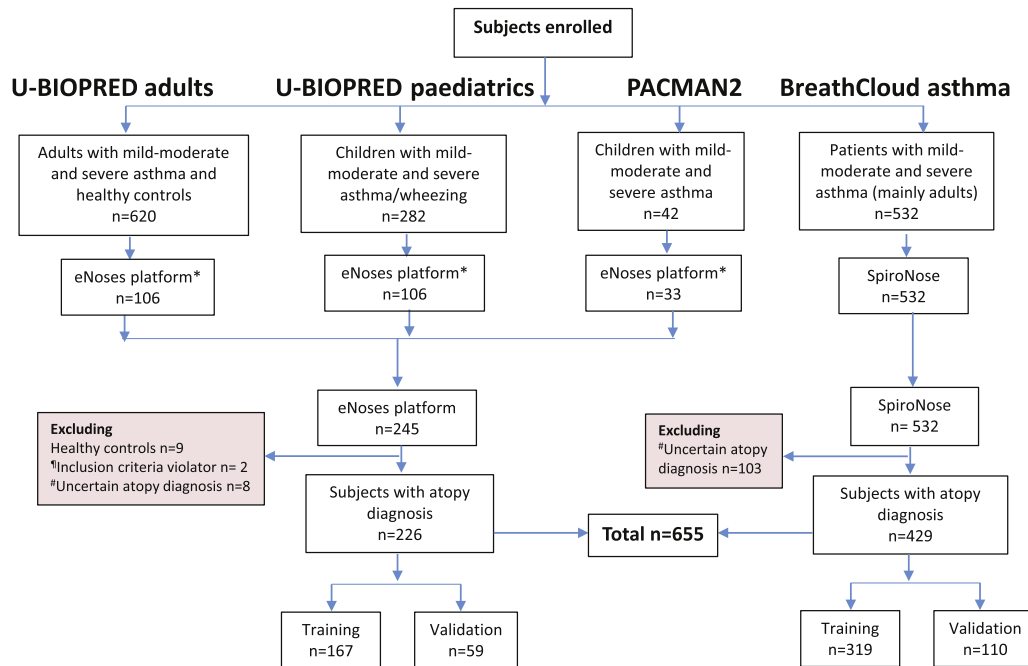 Subjects enrolled
U-BIOPRED adults
U-BIOPRED paediatrics
PACMAN2
BreathCloud asthma
Adults with mild-moderate
and severe asthma and
healthy controls
n=620
Children with mild-
moderate and severe
asthma/wheezing
n=282
Children with mild-
moderate and
severe asthma
n=42
Patients with mild-
moderate and severe
asthma (mainly adults)
n=532
eNoses platform*
n=106
eNoses platform*
n=106
eNoses platform*
n=33
SpiroNose
n=532
eNoses platform
n=245
SpiroNose
n= 532
Excluding
Healthy controls n=9
¶Inclusion criteria violator n= 2
#Uncertain atopy diagnosis n=8
Excluding
#Uncertain atopy
diagnosis n=103
Subjects with atopy
diagnosis
n=226
Total n=655
Subjects with atopy
diagnosis
n=429
Training
n=167
Validation
n=59
Training
n=319
Validation
n=110